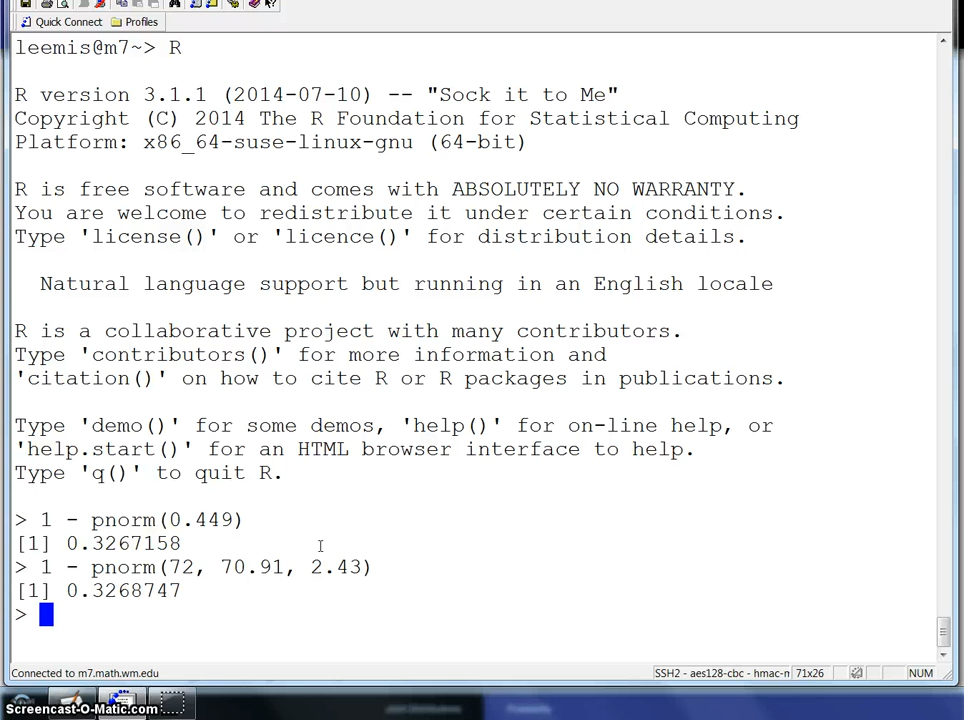 Quick Connect Profiles
leemis@m7~> R
R version 3.1.1 (2014-07-10) -- "Sock it to Me"
Copyright (C) 2014 The R Foundation for Statistical Computing
Platform: x86_64-suse-linux-gnu (64-bit)
R is free software and comes with ABSOLUTELY NO WARRANTY.
You are welcome to redistribute it under certain conditions.
Type 'license()' or 'licence()' for distribution details.
Natural language support but running in an English locale
R is a collaborative project with many contributors.
Type 'contributors()' for more information and
'citation()' on how to cite R or R packages in publications.
Type 'demo()' for some demos, 'help()' for on-line help, or
'help.start()' for an HTML browser interface to help.
Type 'q()' to quit R.
> 1 - pnorm(0.449)
[1] 0.3267158
> 1 - pnorm(72, 70.91, 2.43)
[1] 0.3268747
>
Connected to m7.math.wm.edu SSH2 - aes128-cbc - hmac-n 71x26 NUM
Screencast-O-Matic.com